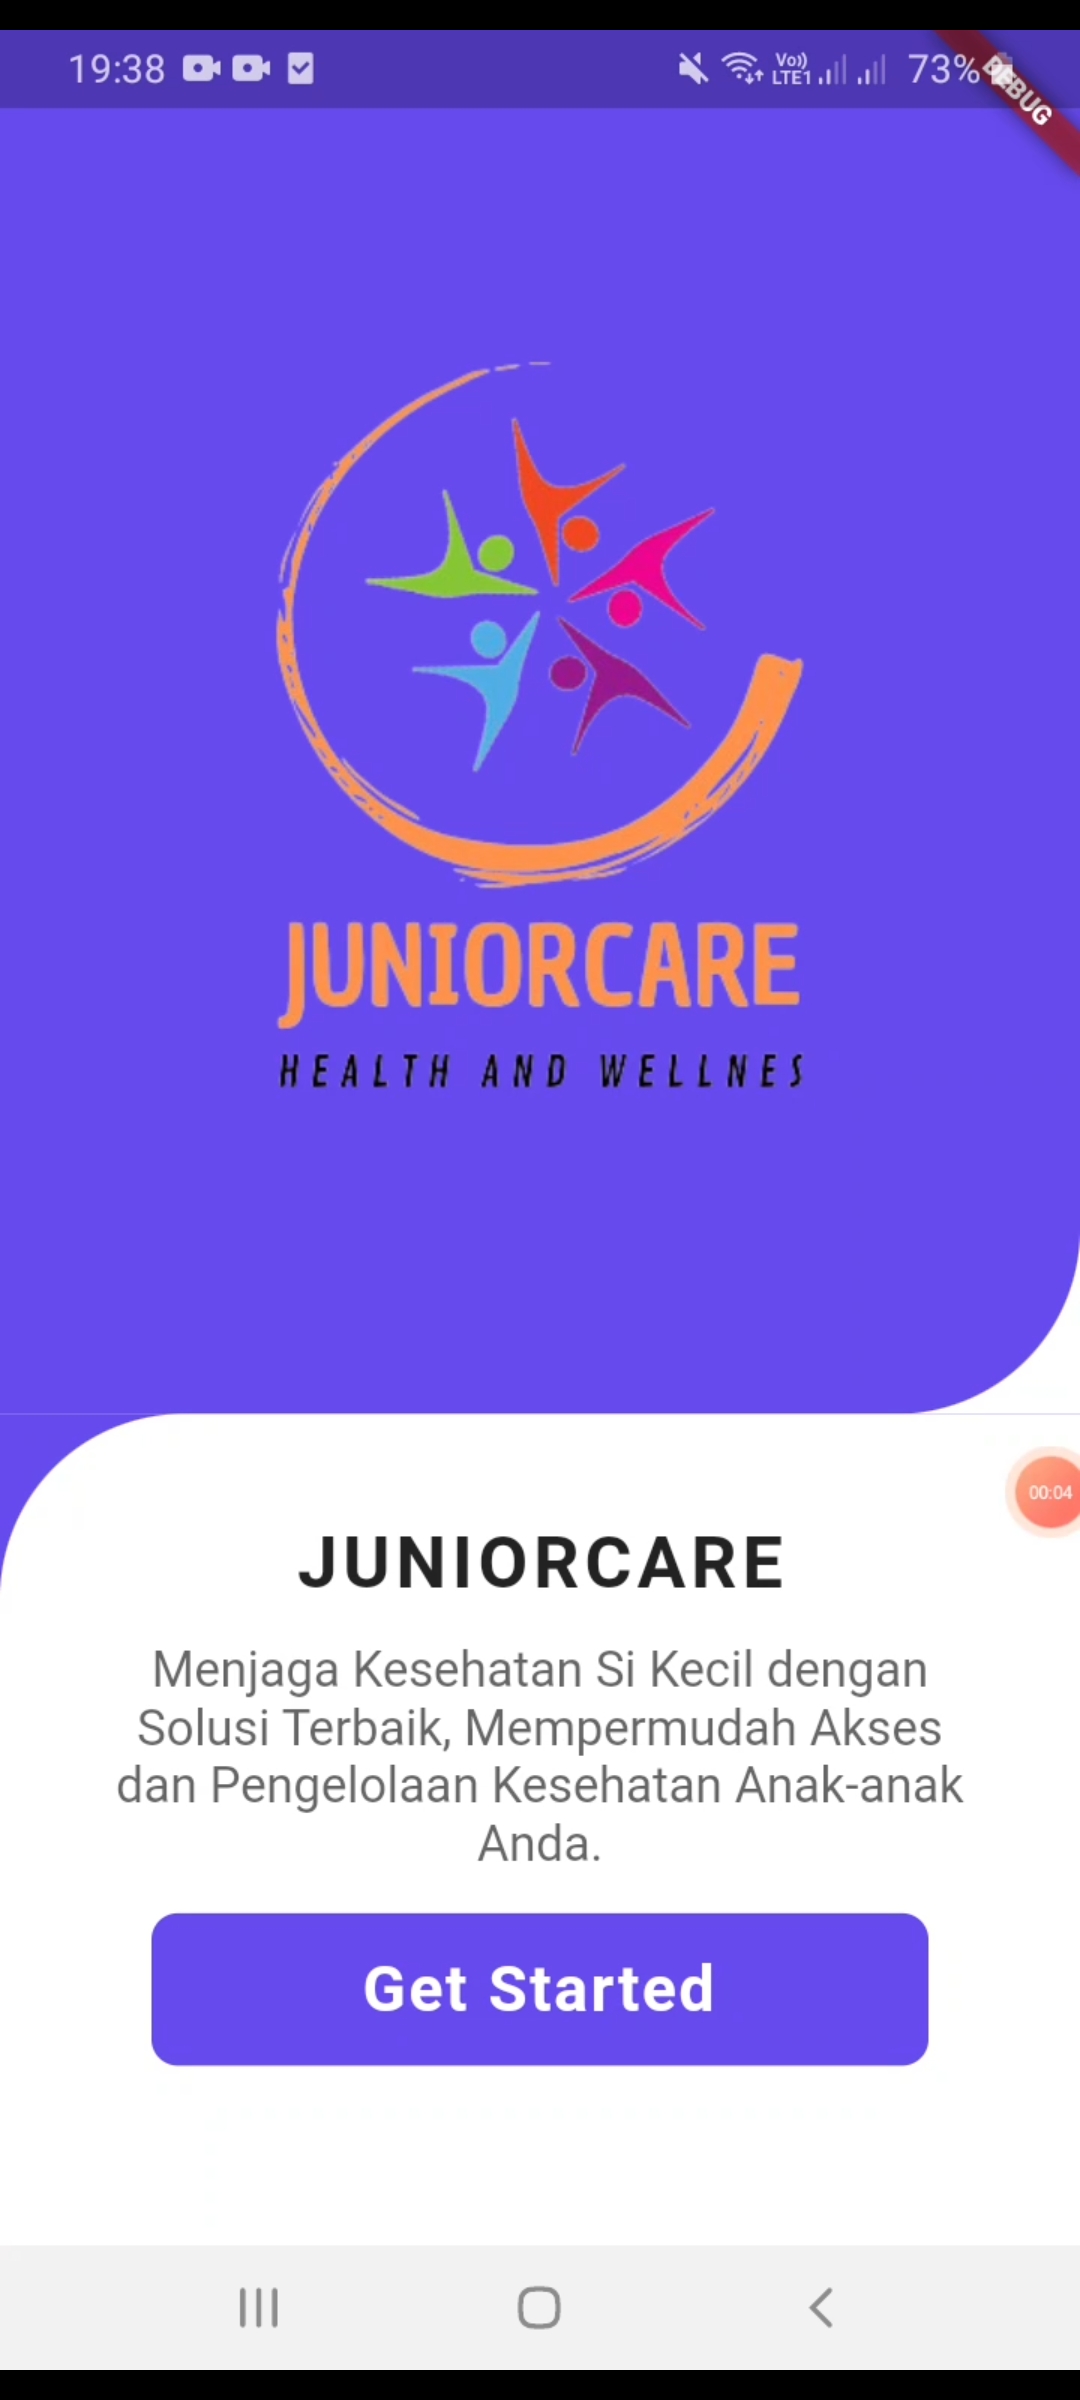 19:38
Vo)) LTE1
73%
DEBUG
JUNIORCARE
HEALTH AND WELLNES
00:04
JUNIORCARE
Menjaga Kesehatan Si Kecil dengan
Solusi Terbaik, Mempermudah Akses
dan Pengelolaan Kesehatan Anak-anak
Anda.
Get Started